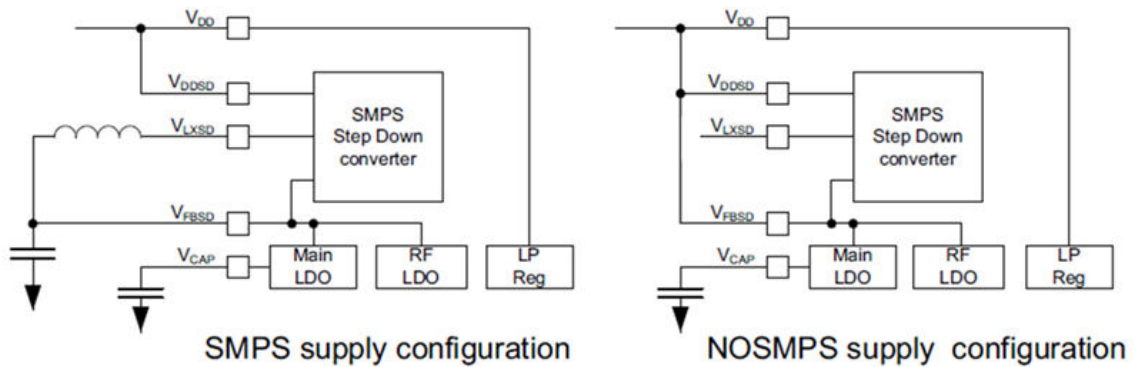 VDD
VDDSD
VLXSD
SMPS
Step Down
converter
VFBSD
VCAP
Main
LDO
RF
LDO
LP
Reg
SMPS supply configuration
VDD
VDDSD
VLXSD
SMPS
Step Down
converter
VFBSD
VCAP
Main
LDO
RF
LDO
LP
Reg
NOSMPS supply configuration